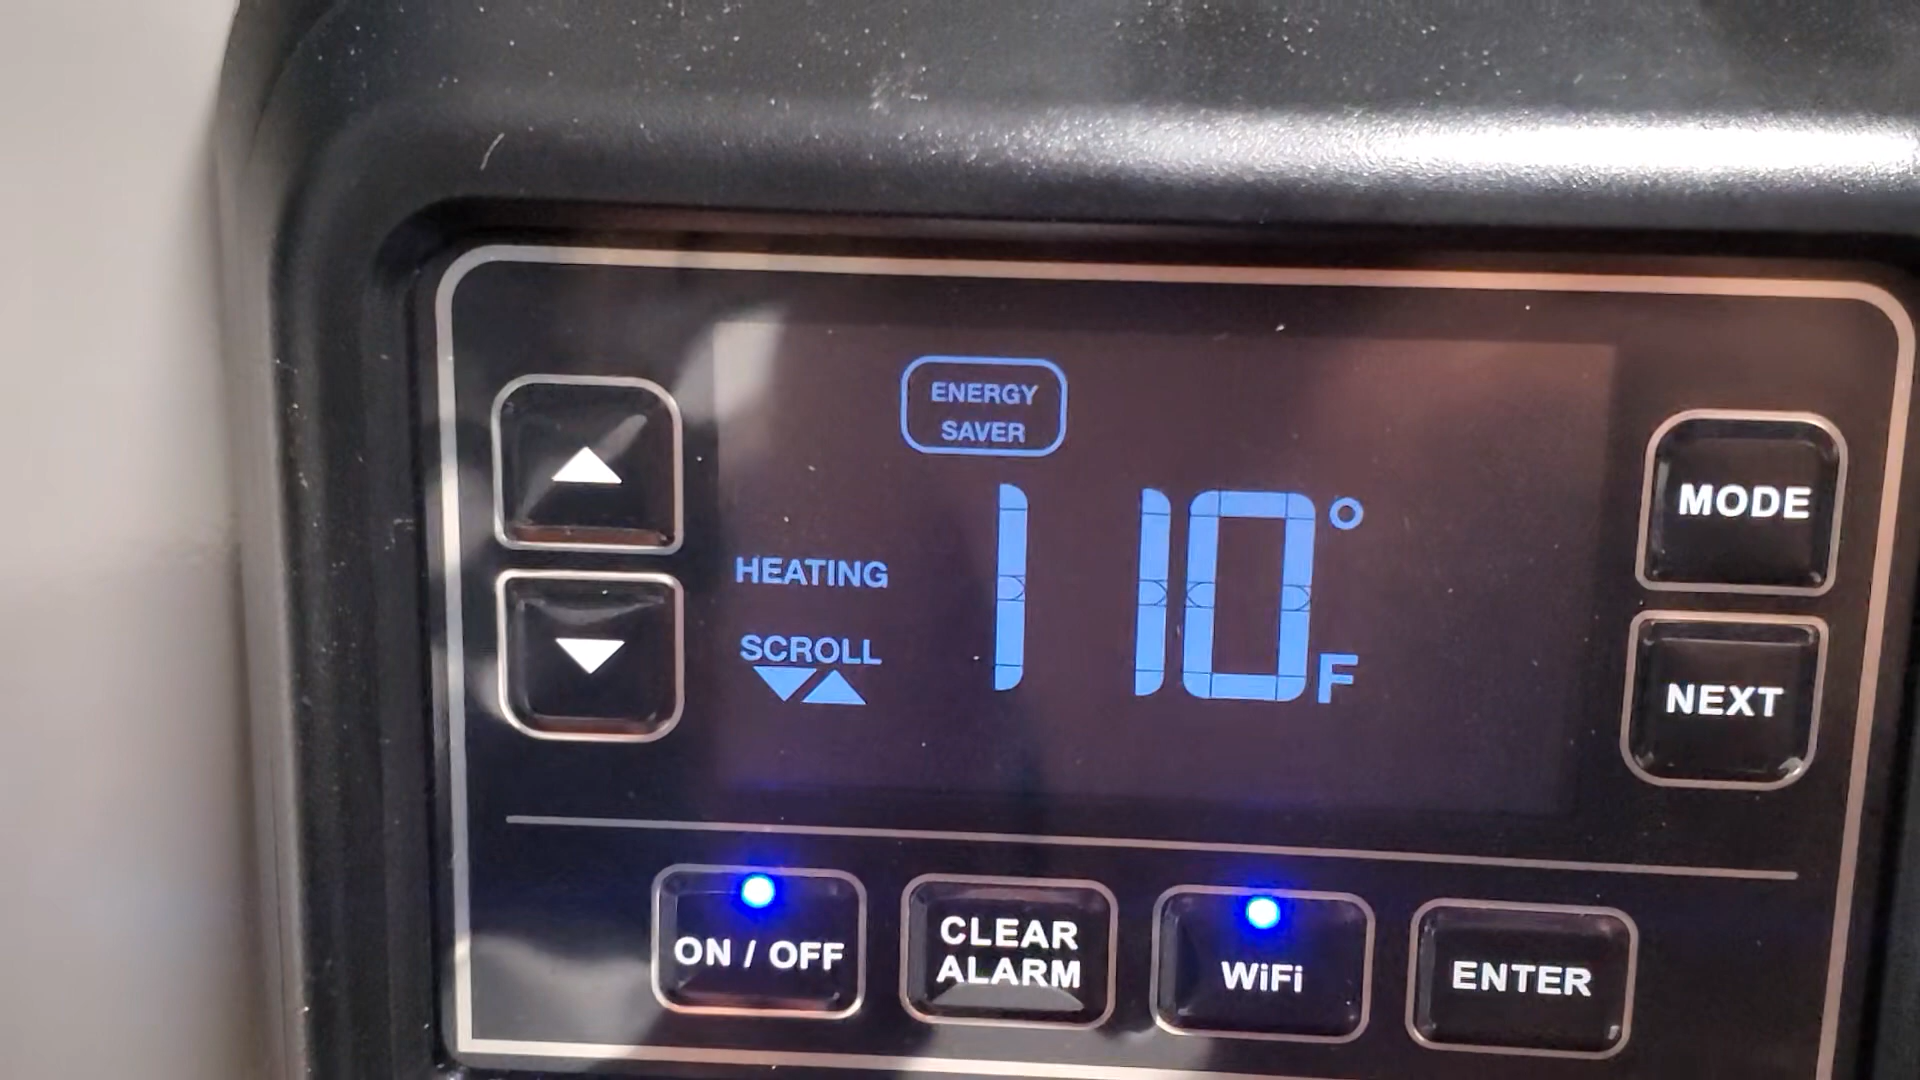 ENERGY
SAVER
HEATING
110°F
SCROLL
MODE
NEXT
ON / OFF
CLEAR
ALARM
WiFi
ENTER